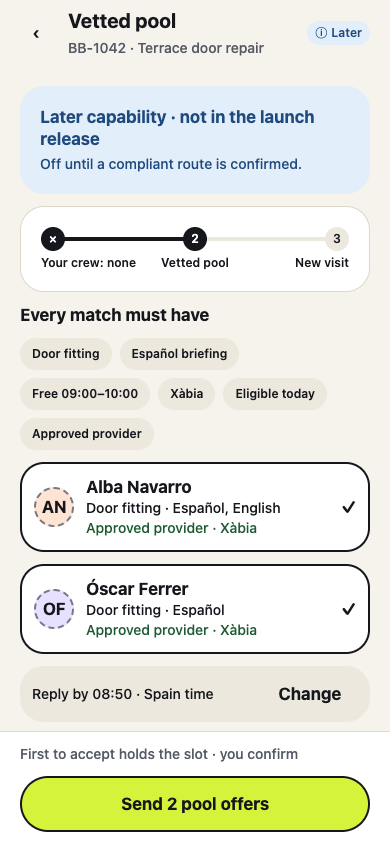 Vetted pool
BB-1042 · Terrace door repair
ⓘ Later
Later capability · not in the launch
release
Off until a compliant route is confirmed.
× 2 3
Your crew: none Vetted pool New visit
Every match must have
Door fitting Español briefing
Free 09:00–10:00 Xàbia Eligible today
Approved provider
AN
Alba Navarro
Door fitting · Español, English
Approved provider · Xàbia
OF
Óscar Ferrer
Door fitting · Español
Approved provider · Xàbia
Reply by 08:50 · Spain time Change
First to accept holds the slot · you confirm
Send 2 pool offers